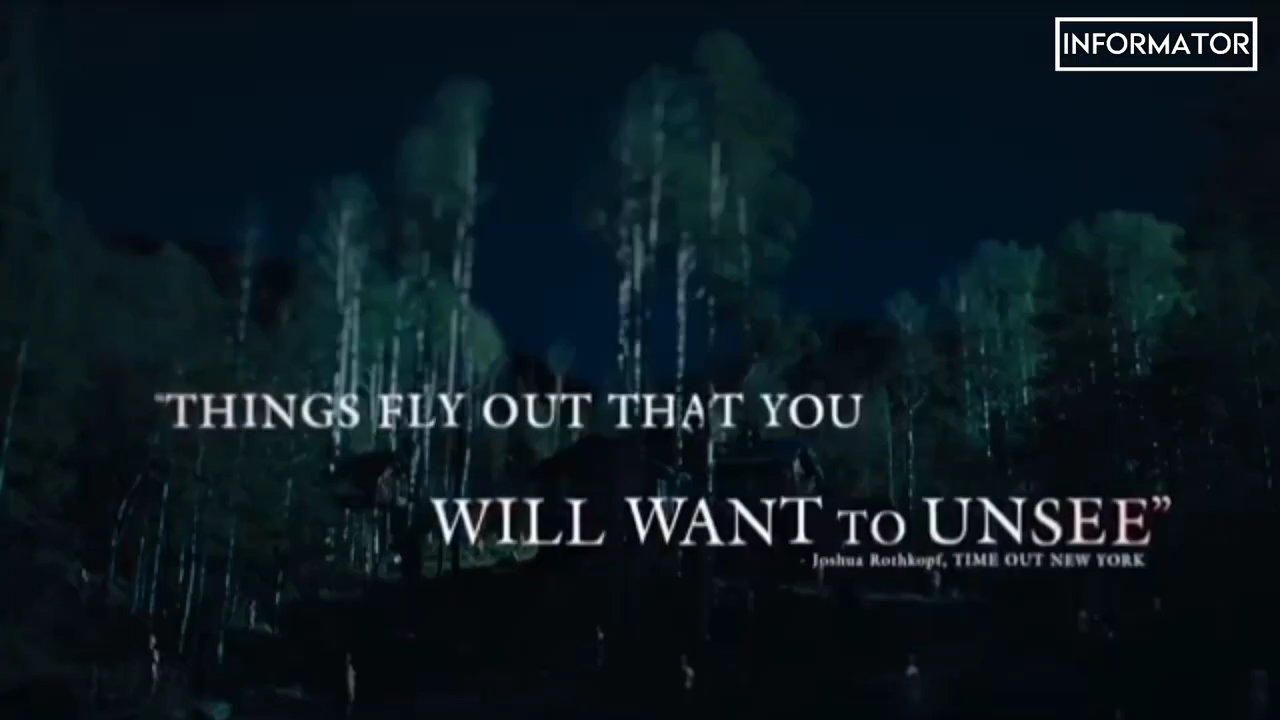 INFORMATOR
"THINGS FLY OUT THAT YOU
WILL WANT TO UNSEE”
- Joshua Rothkopf, TIME OUT NEW YORK